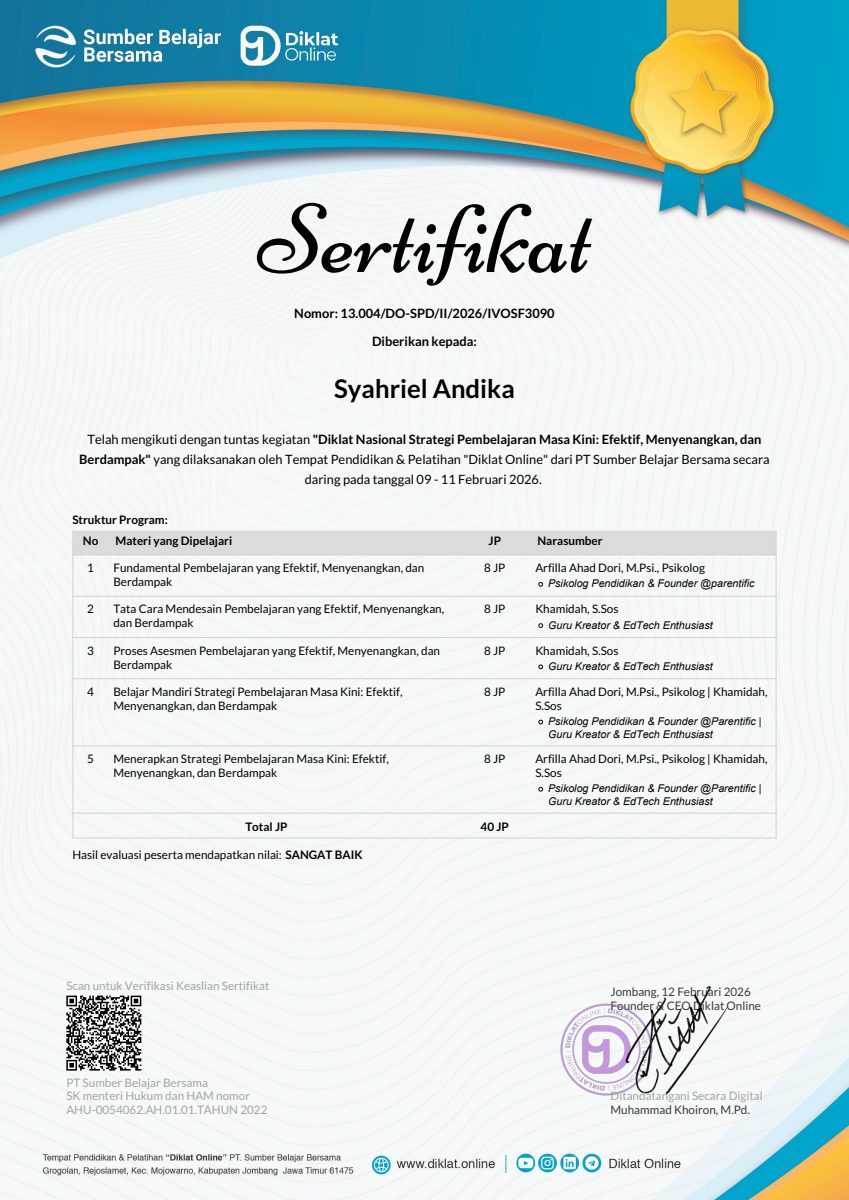 Sumber Belajar
Bersama
Diklat
Online
Sertifikat
Nomor: 13.004/DO-SPD/II/2026/IVOSF3090
Diberikan kepada:
Syahriel Andika
Telah mengikuti dengan tuntas kegiatan "Diklat Nasional Strategi Pembelajaran Masa Kini: Efektif, Menyenangkan, dan
Berdampak" yang dilaksanakan oleh Tempat Pendidikan & Pelatihan "Diklat Online" dari PT Sumber Belajar Bersama secara
daring pada tanggal 09 - 11 Februari 2026.
Struktur Program:
No Materi yang Dipelajari JP Narasumber
1 Fundamental Pembelajaran yang Efektif, Menyenangkan, dan 8 JP Arfilla Ahad Dori, M.Psi., Psikolog
Berdampak Psikolog Pendidikan & Founder @parentific
2 Tata Cara Mendesain Pembelajaran yang Efektif, Menyenangkan, 8 JP Khamidah, S.Sos
dan Berdampak Guru Kreator & EdTech Enthusiast
3 Proses Asesmen Pembelajaran yang Efektif, Menyenangkan, dan 8 JP Khamidah, S.Sos
Berdampak Guru Kreator & EdTech Enthusiast
4 Belajar Mandiri Strategi Pembelajaran Masa Kini: Efektif, 8 JP Arfilla Ahad Dori, M.Psi., Psikolog | Khamidah,
Menyenangkan, dan Berdampak S.Sos
Psikolog Pendidikan & Founder @Parentific |
Guru Kreator & EdTech Enthusiast
5 Menerapkan Strategi Pembelajaran Masa Kini: Efektif, 8 JP Arfilla Ahad Dori, M.Psi., Psikolog | Khamidah,
Menyenangkan, dan Berdampak S.Sos
Psikolog Pendidikan & Founder @Parentific |
Guru Kreator & EdTech Enthusiast
Total JP 40 JP
Hasil evaluasi peserta mendapatkan nilai: SANGAT BAIK
Scan untuk Verifikasi Keaslian Sertifikat
PT Sumber Belajar Bersama
SK menteri Hukum dan HAM nomor
AHU-0054062.AH.01.01.TAHUN 2022
Jombang, 12 Februari 2026
Founder & CEO Diklat Online
DIKLATONLINE | DIKLATONLINE | DIKLATONLINE
Ditandatangani Secara Digital
Muhammad Khoiron, M.Pd.
Tempat Pendidikan & Pelatihan "Diklat Online" PT. Sumber Belajar Bersama
Grogolan, Rejoslamet, Kec. Mojowarno, Kabupaten Jombang Jawa Timur 61475
www.diklat.online
Diklat Online